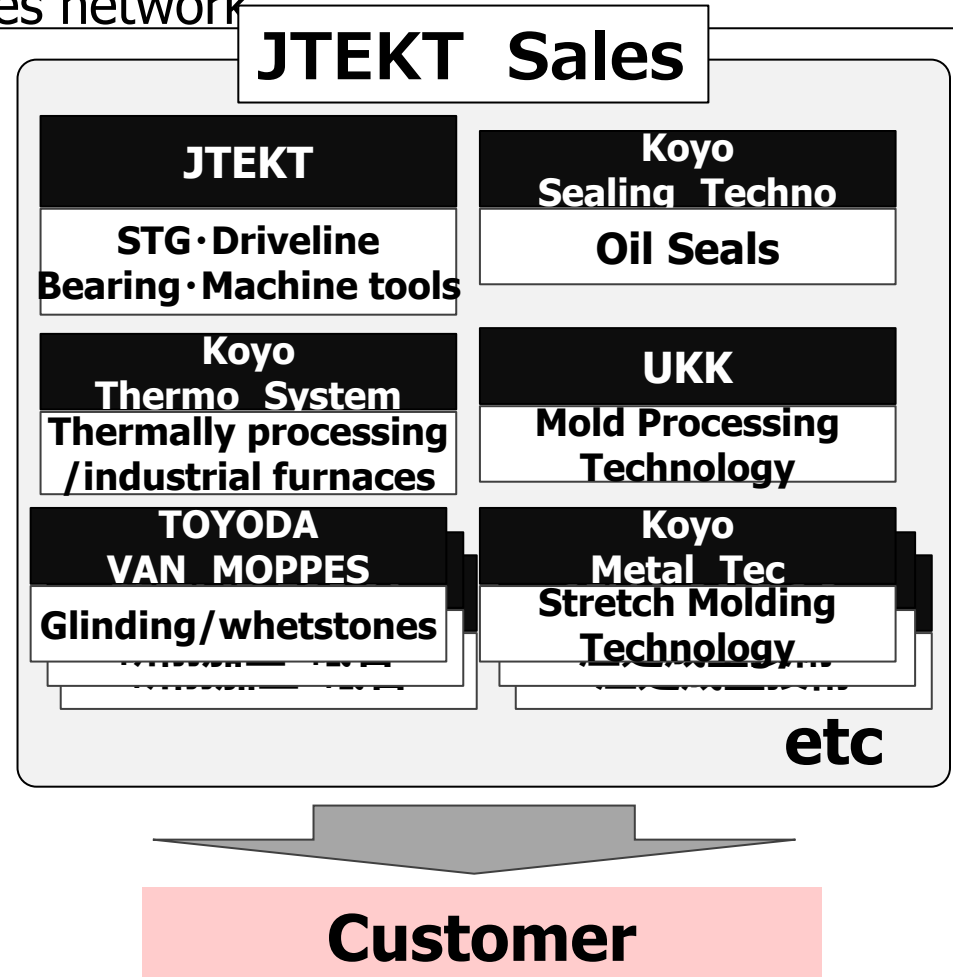 es network
JTEKT Sales
JTEKT
STG・Driveline
Bearing・Machine tools
Koyo
Sealing Techno
Oil Seals
Koyo
Thermo System
Thermally processing
/industrial furnaces
UKK
Mold Processing
Technology
TOYODA
VAN MOPPES
Glinding/whetstones
Koyo
Metal Tec
Stretch Molding
Technology
etc
Customer